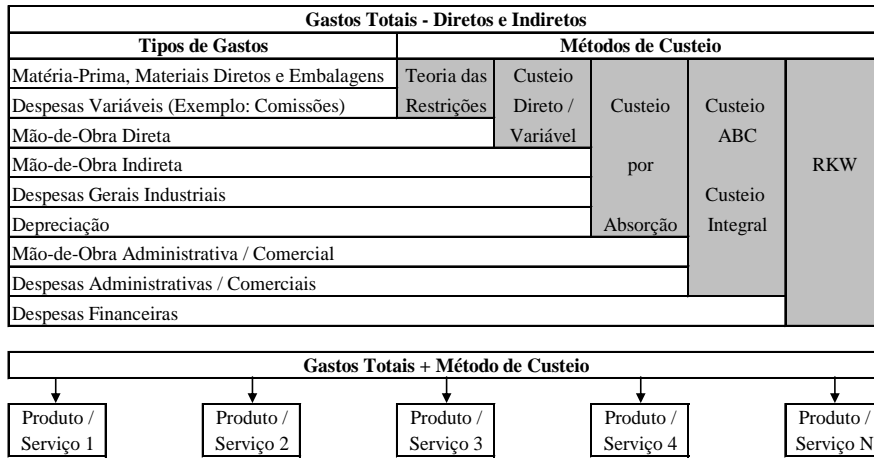 Gastos Totais - Diretos e Indiretos
Tipos de Gastos Métodos de Custeio
Matéria-Prima, Materiais Diretos e Embalagens Teoria das Custeio
Despesas Variáveis (Exemplo: Comissões) Restrições Direto / Custeio Custeio
Mão-de-Obra Direta Variável ABC
Mão-de-Obra Indireta por RKW
Despesas Gerais Industriais Custeio
Depreciação Absorção Integral
Mão-de-Obra Administrativa / Comercial
Despesas Administrativas / Comerciais
Despesas Financeiras
Gastos Totais + Método de Custeio
Produto / Produto / Produto / Produto / Produto /
Serviço 1 Serviço 2 Serviço 3 Serviço 4 Serviço N